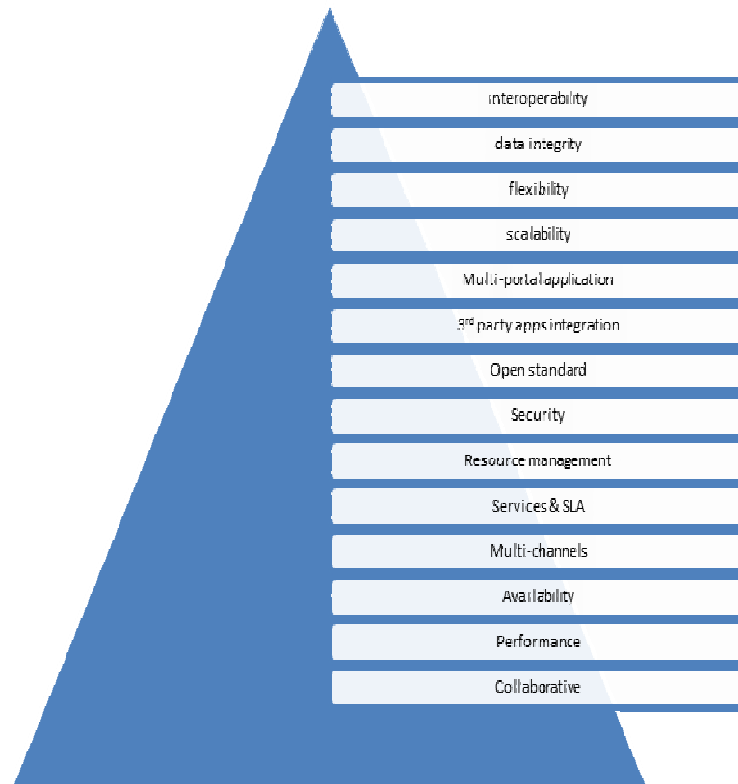 interoperability
data integrity
flexibility
scalability
Multi-portal application
3rd party apps integration
Open standard
Security
Resource management
Services & SLA
Multi-channels
Availability
Performance
Collaborative